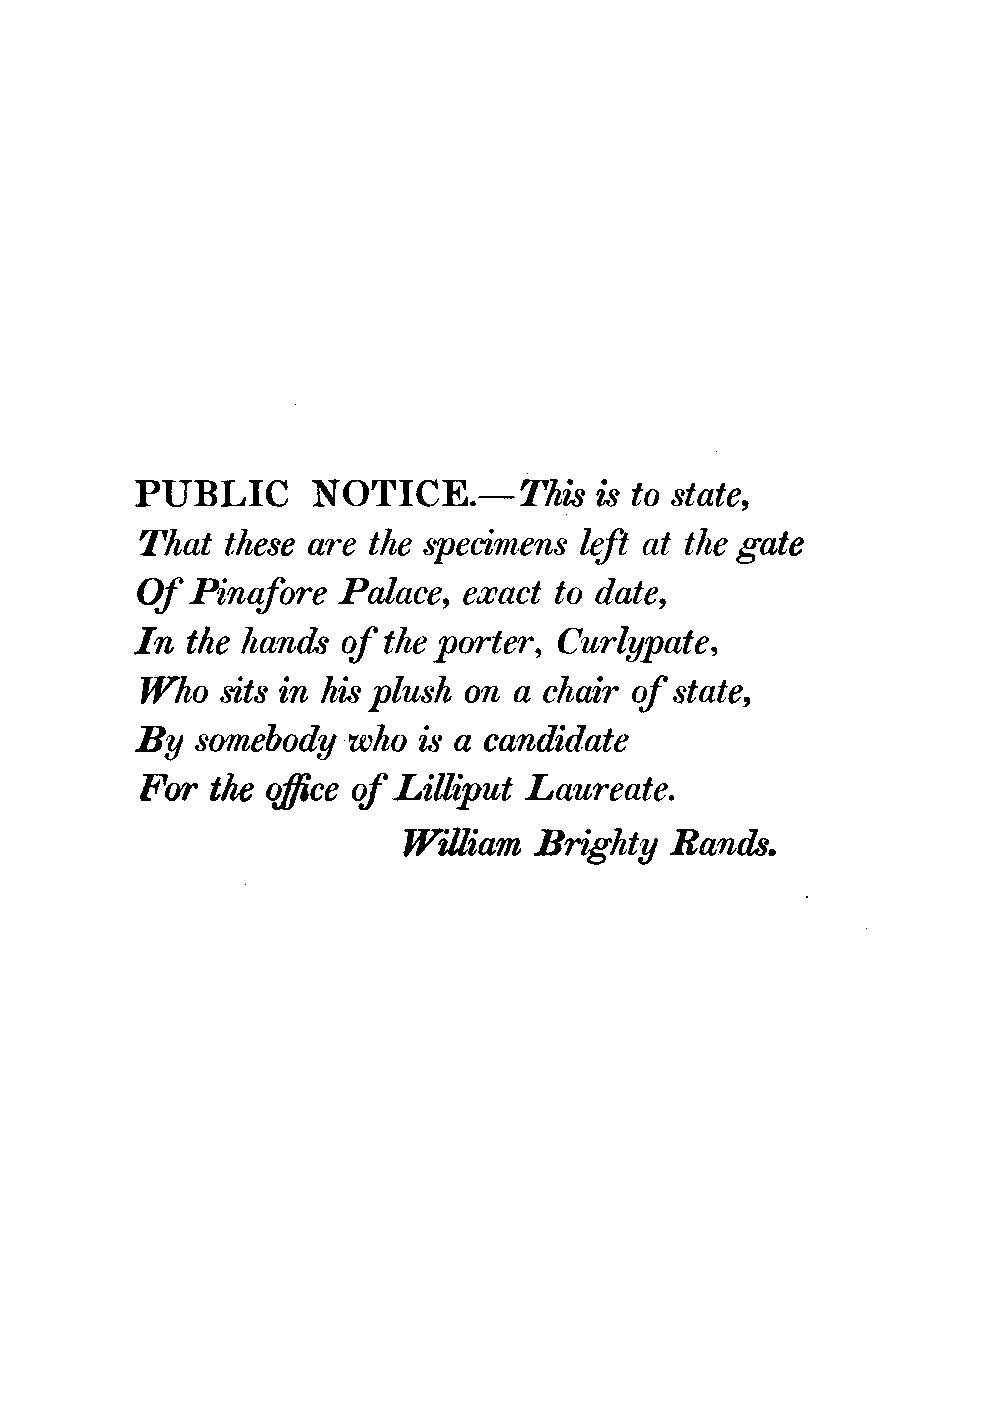 PUBLIC NOTICE.—This is to state,
That these are the specimens left at the gate
Of Pinafore Palace, exact to date,
In the hands of the porter, Curlypate,
Who sits in his plush on a chair of state,
By somebody who is a candidate
For the office of Lilliput Laureate.
William Brighty Rands.